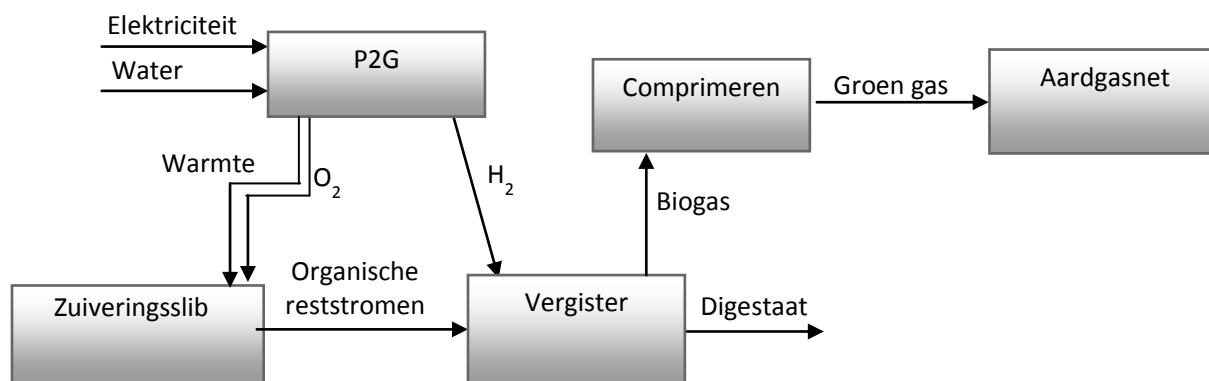 Elektriciteit
P2G
Water
Comprimeren
Groen gas
Aardgasnet
Warmte
O₂
H₂
Biogas
Organische
reststromen
Zuiveringsslib
Vergister
Digestaat